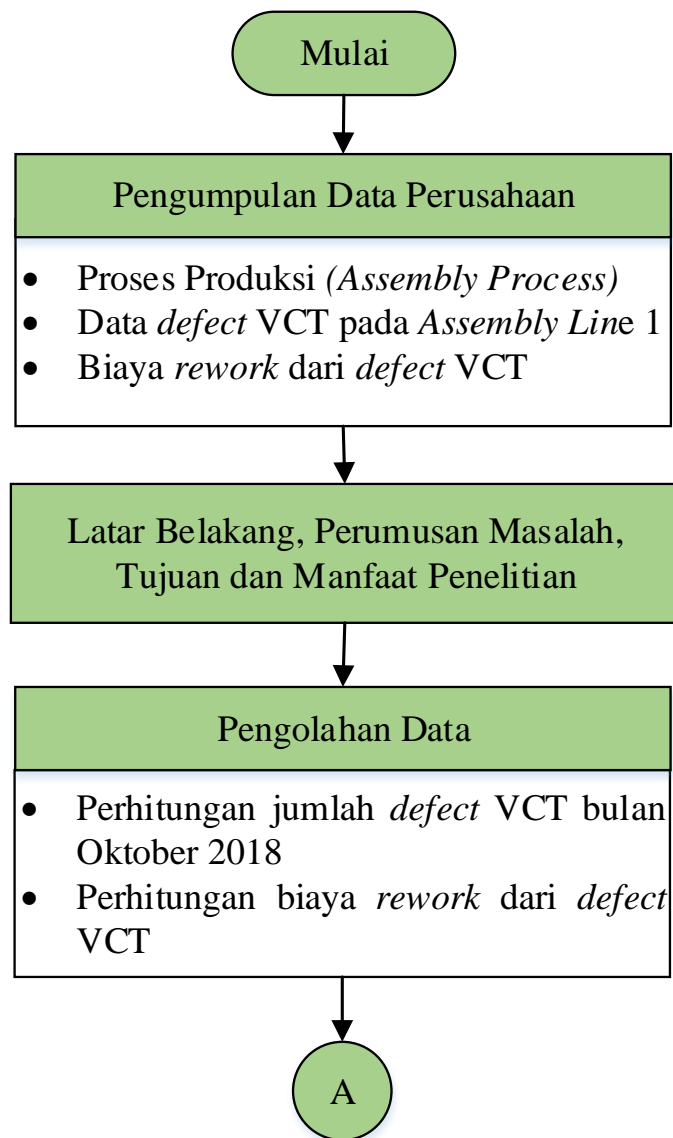 Mulai
Pengumpulan Data Perusahaan
• Proses Produksi (Assembly Process)
• Data defect VCT pada Assembly Line 1
• Biaya rework dari defect VCT
Latar Belakang, Perumusan Masalah,
Tujuan dan Manfaat Penelitian
Pengolahan Data
• Perhitungan jumlah defect VCT bulan
Oktober 2018
• Perhitungan biaya rework dari defect
VCT
A